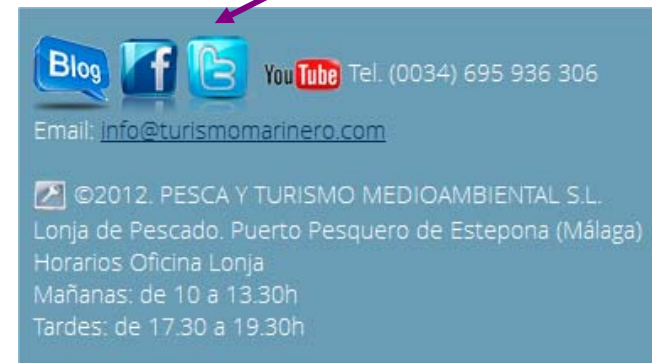 Blog f t You Tube Tel. (0034) 695 936 306
Email: info@turismomarinero.com
©2012. PESCA Y TURISMO MEDIOAMBIENTAL S.L.
Lonja de Pescado. Puerto Pesquero de Estepona (Málaga)
Horarios Oficina Lonja
Mañanas: de 10 a 13.30h
Tardes: de 17.30 a 19.30h